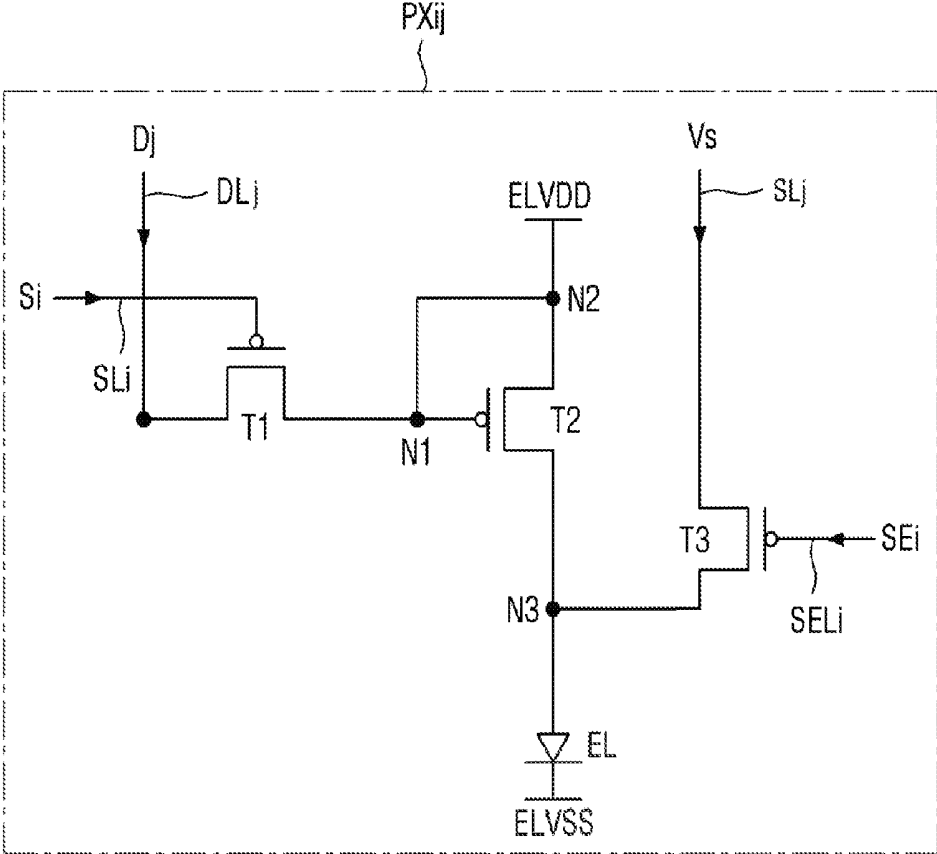 PXij
Dj
Vs
DLj
ELVDD
SLj
Si
N2
SLi
T1
N1
T2
T3
SEi
N3
SELi
EL
ELVSS